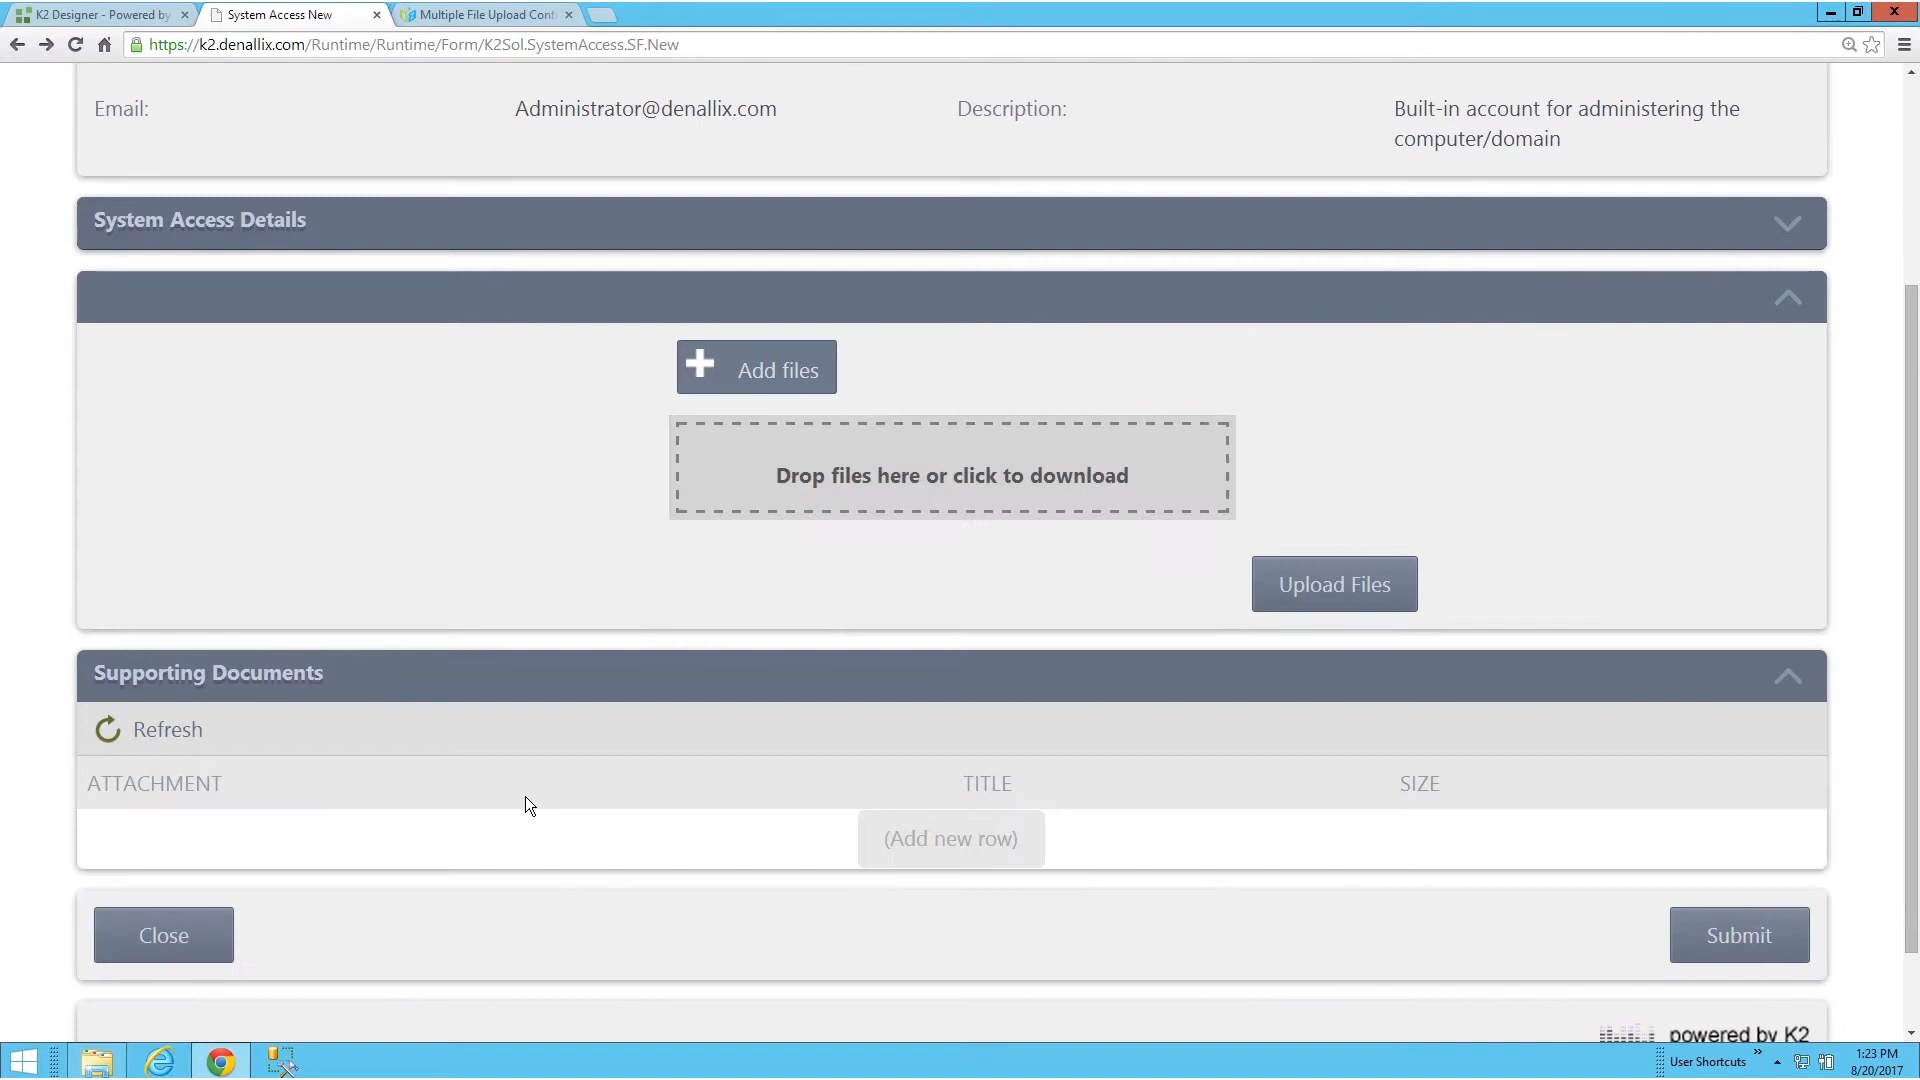 K2 Designer - Powered by
System Access New
Multiple File Upload Cont
https://k2.denallix.com/Runtime/Runtime/Form/K2Sol.SystemAccess.SF.New
Email:
Administrator@denallix.com
Description:
Built-in account for administering the
computer/domain
System Access Details
Add files
Drop files here or click to download
Upload Files
Supporting Documents
Refresh
ATTACHMENT
TITLE
SIZE
(Add new row)
Close
Submit
powered by K2
User Shortcuts
1:23 PM
8/20/2017